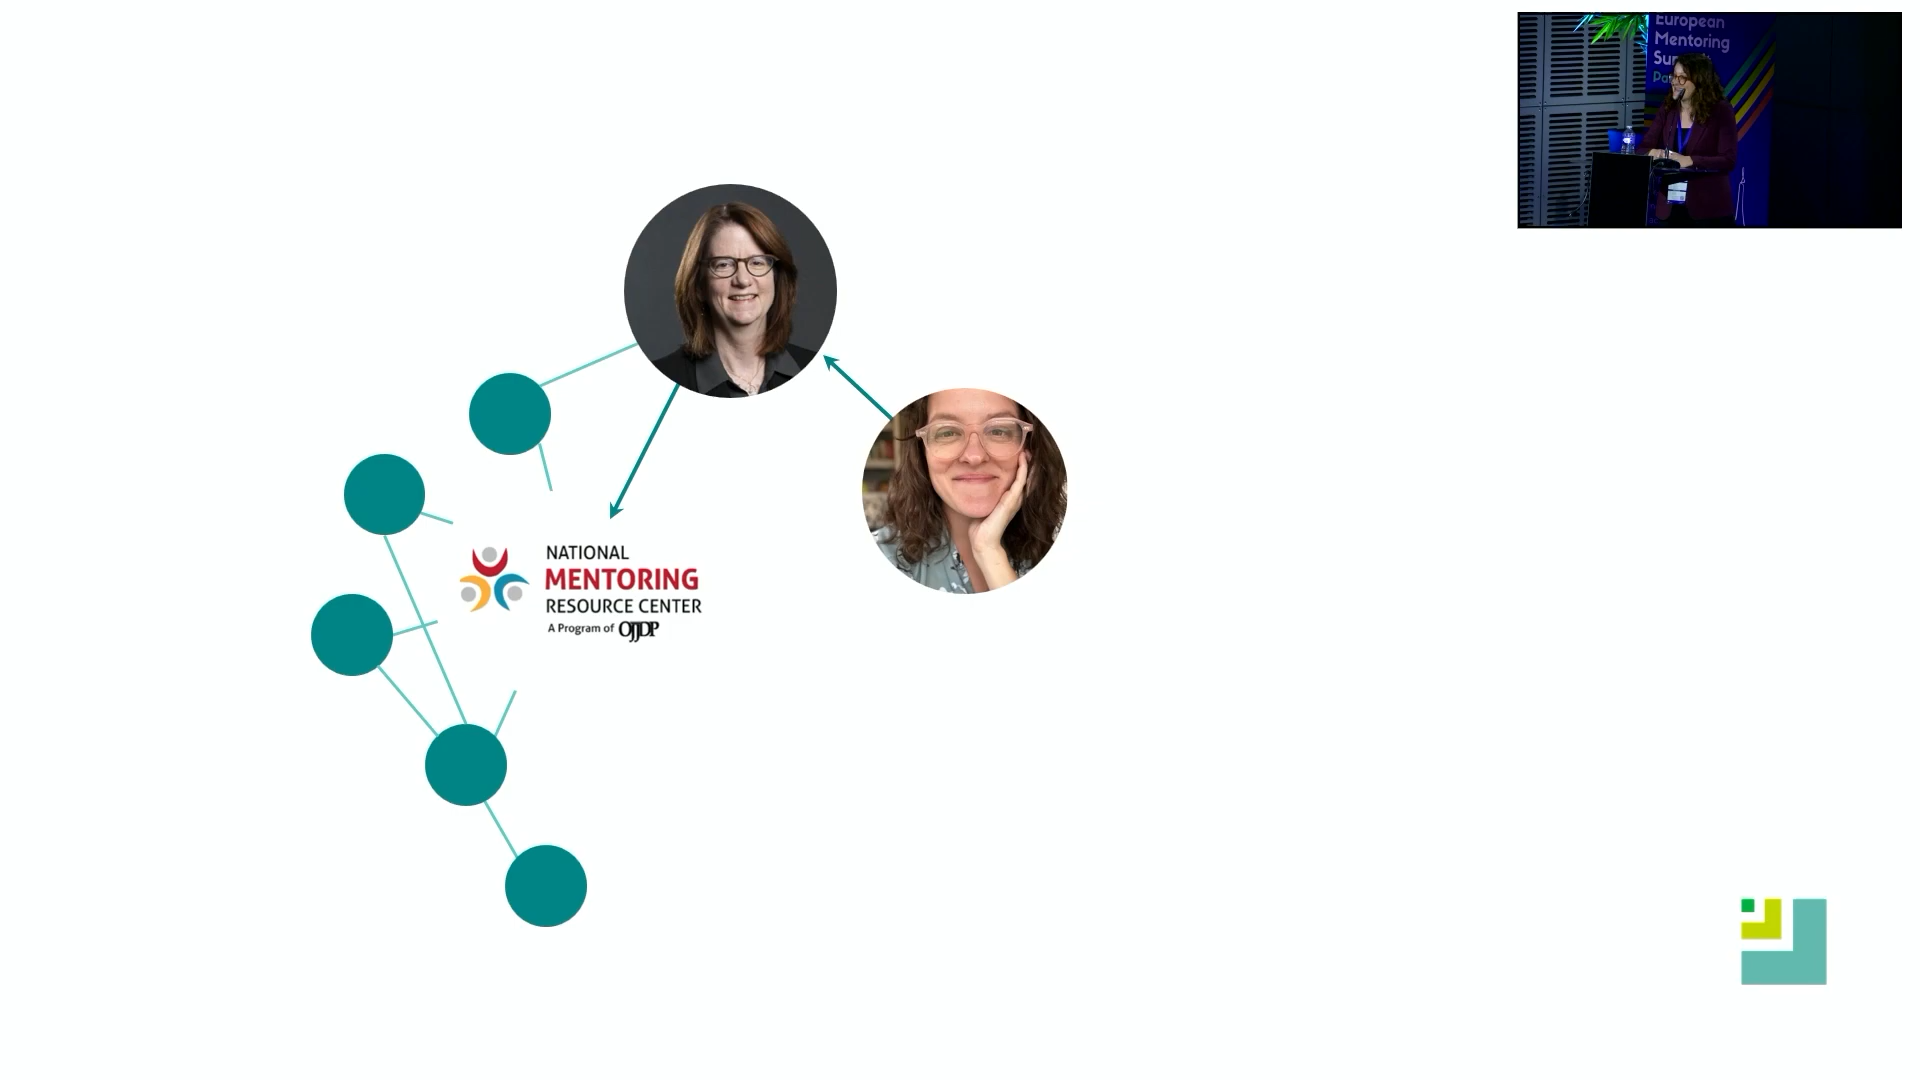 European
Mentoring
NATIONAL
MENTORING
RESOURCE CENTER
A Program of OJJDP